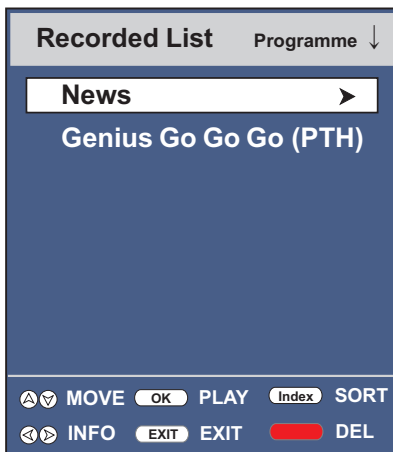 Recorded List Programme ↓
News ➤
Genius Go Go Go (PTH)
MOVE OK PLAY Index SORT
INFO EXIT EXIT DEL